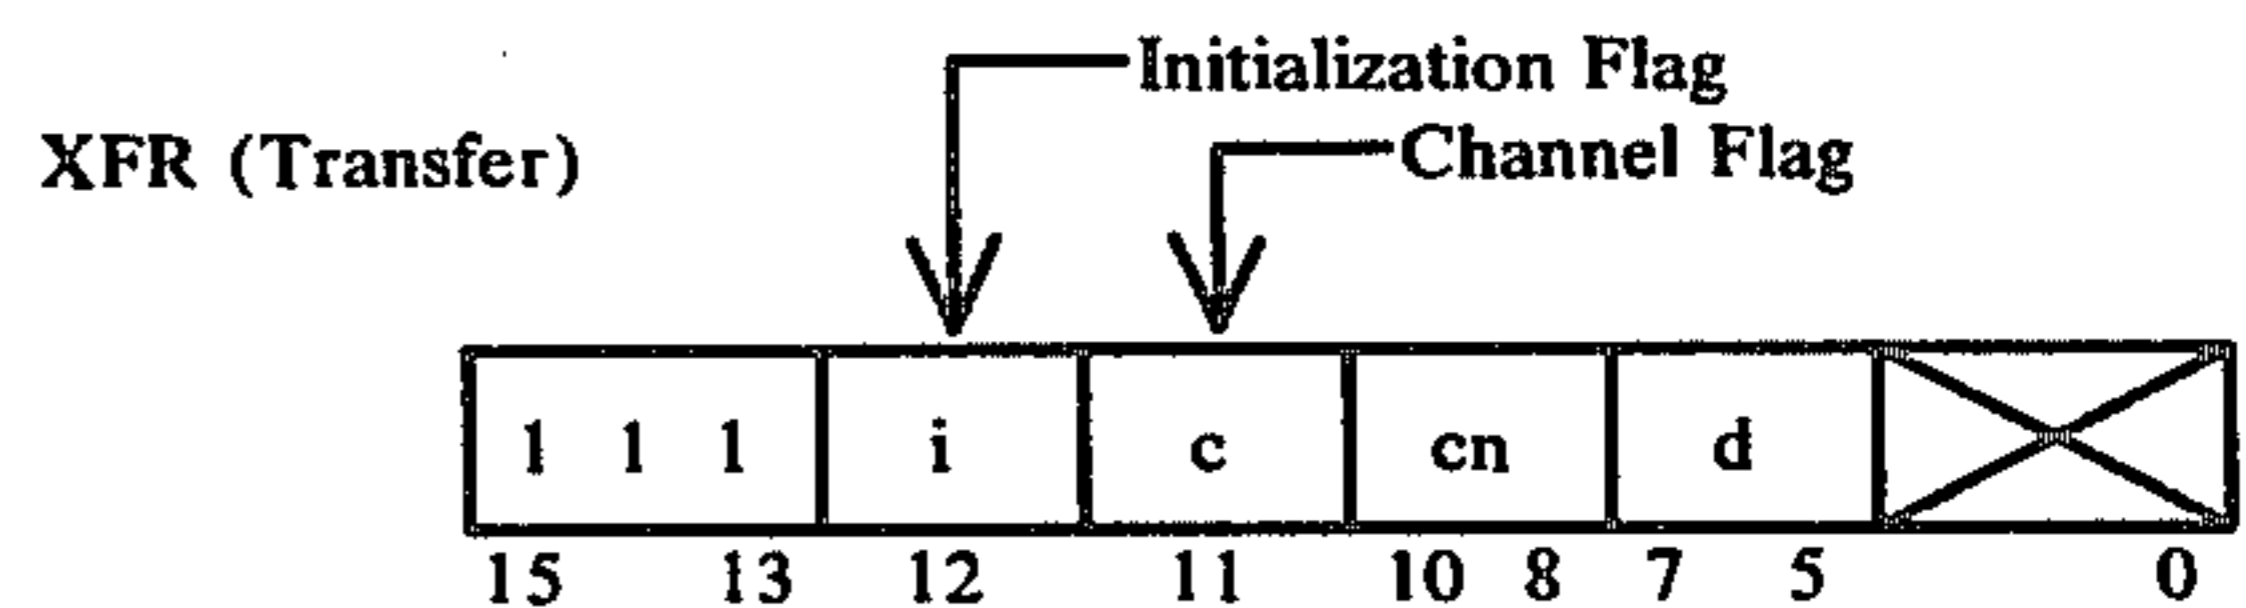 Initialization Flag
XFR (Transfer)
Channel Flag
1 1 1 i c cn d
15 13 12 11 10 8 7 5 0